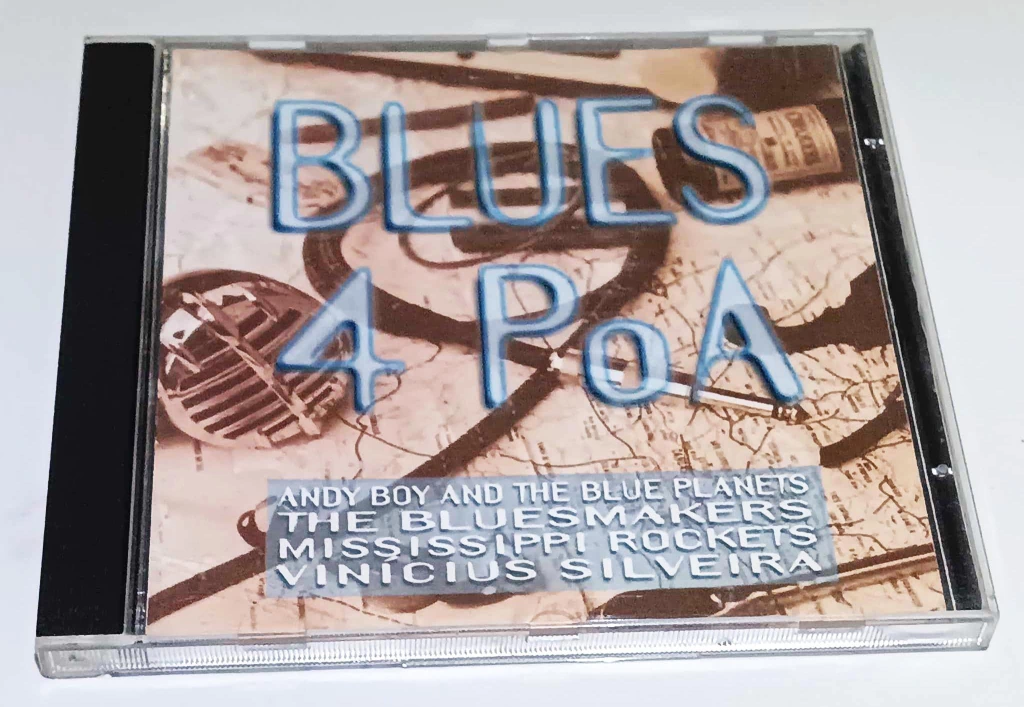 BLUES
4 PoA
ANDY BOY AND THE BLUE PLANETS
THE BLUESMAKERS
MISSISSIPPI ROCKETS
VINICIUS SILVEIRA